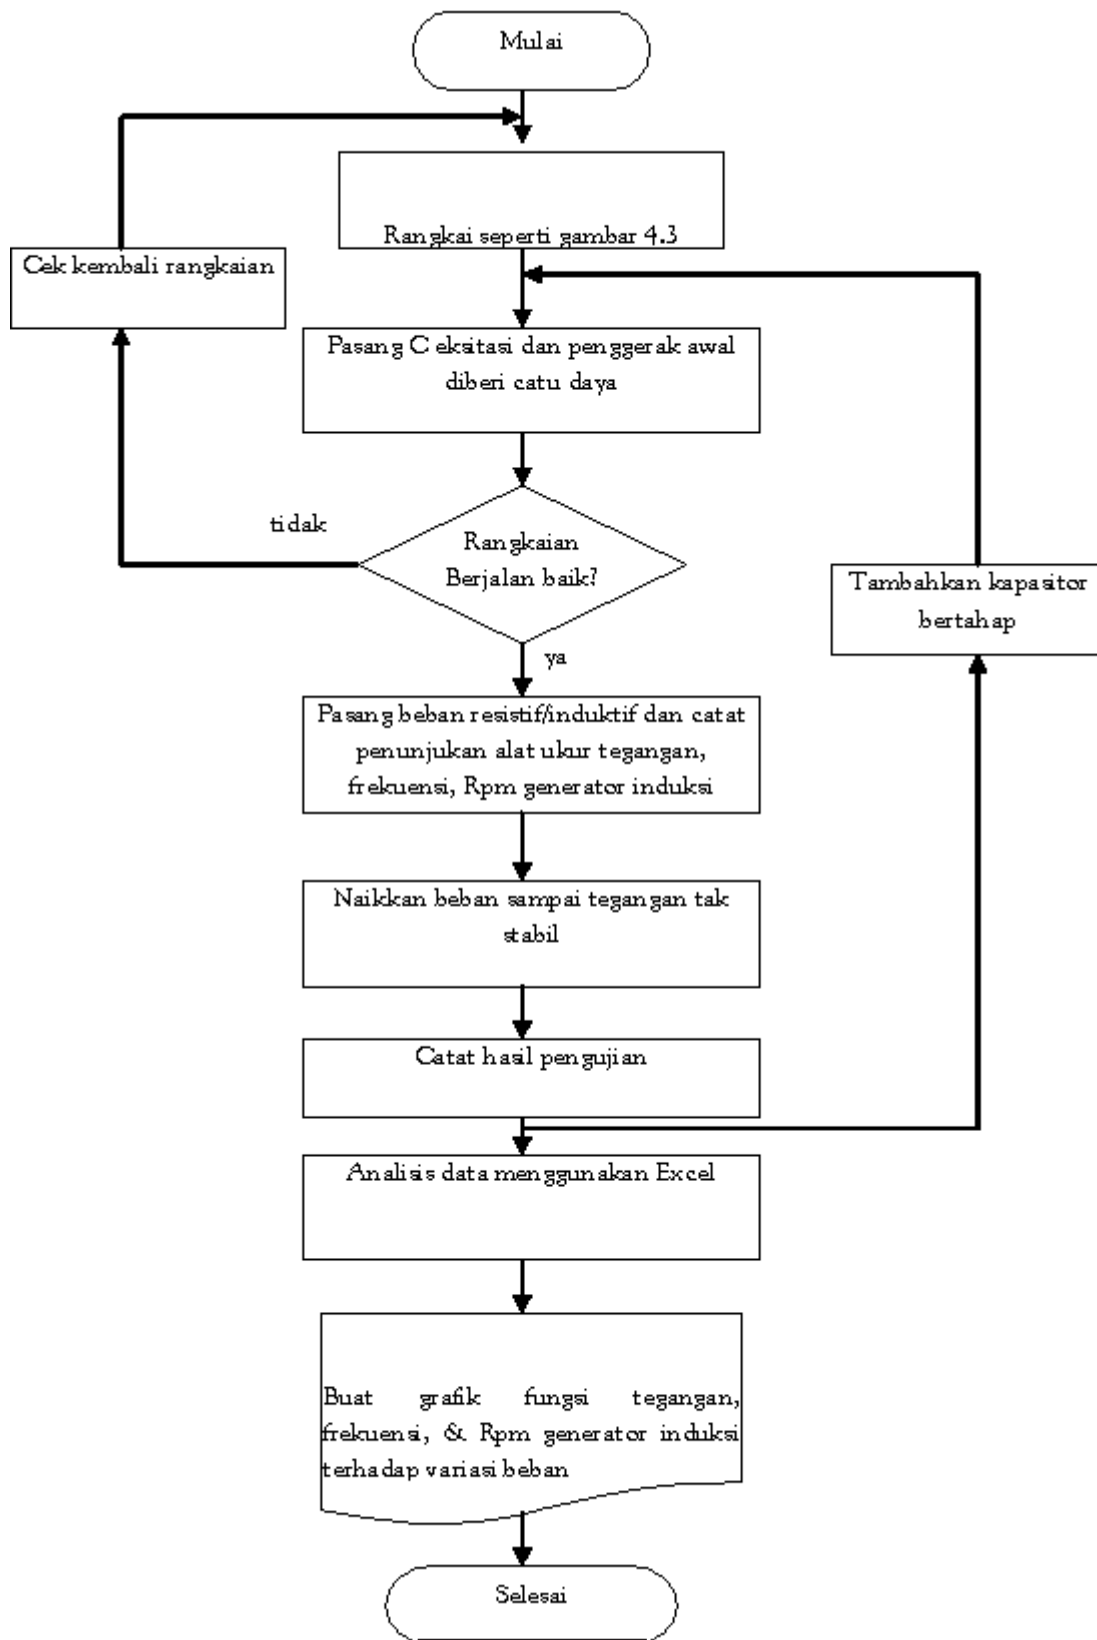 Mulai
Rangkai seperti gambar 4.3
Cek kembali rangkaian
Pasang C eksitasi dan penggerak awal
diberi catu daya
tidak
Rangkaian
Berjalan baik?
Tambahkan kapasitor
bertahap
ya
Pasang beban resistif/induktif dan catat
penunjukan alat ukur tegangan,
frekuensi, Rpm generator induksi
Naikkan beban sampai tegangan tak
stabil
Catat hasil pengujian
Analisis data menggunakan Excel
Buat grafik fungsi tegangan,
frekuensi, & Rpm generator induksi
terhadap variasi beban
Selesai